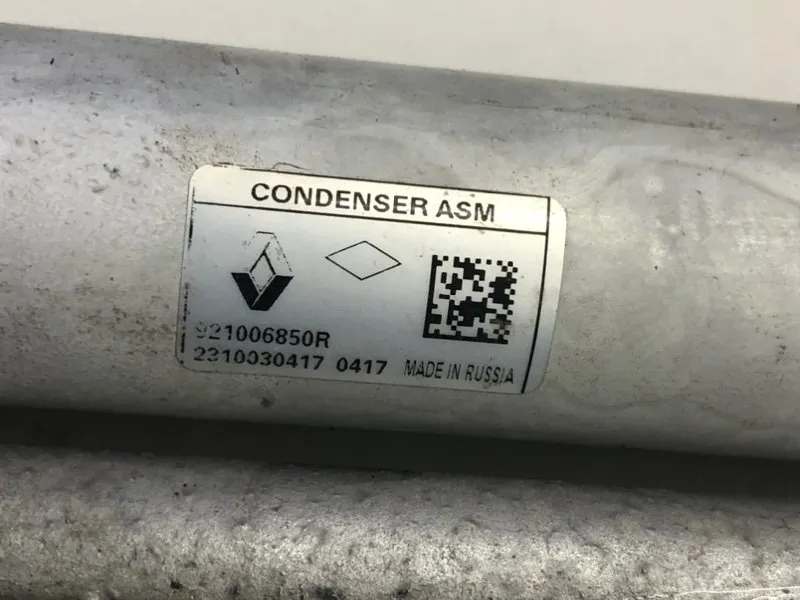 CONDENSER ASM
921006850R
2310030417 0417 MADE IN RUSSIA